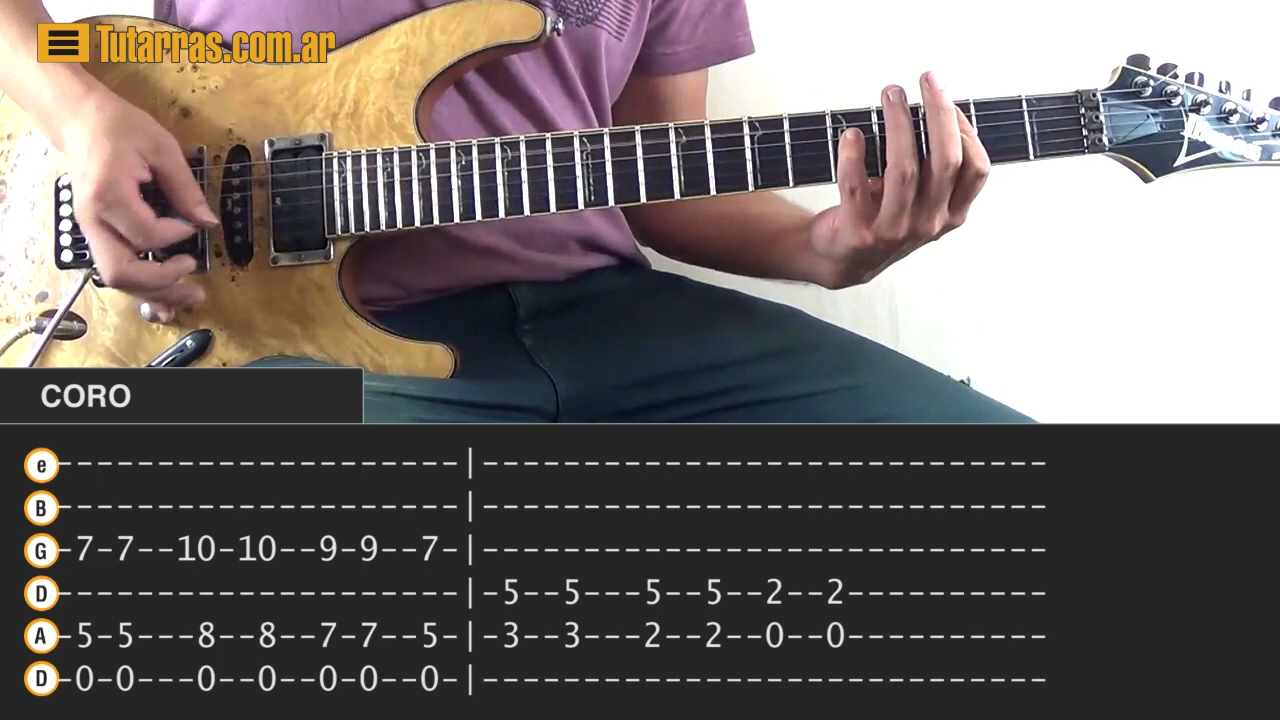 Tutarras.com.ar
CORO
e--------------------|----------------------------
B--------------------|----------------------------
G-7-7--10-10--9-9--7-|----------------------------
D--------------------|-5--5---5--5--2--2----------
A-5-5---8--8--7-7--5-|-3--3---2--2--0--0----------
D-0-0---0--0--0-0--0-|----------------------------